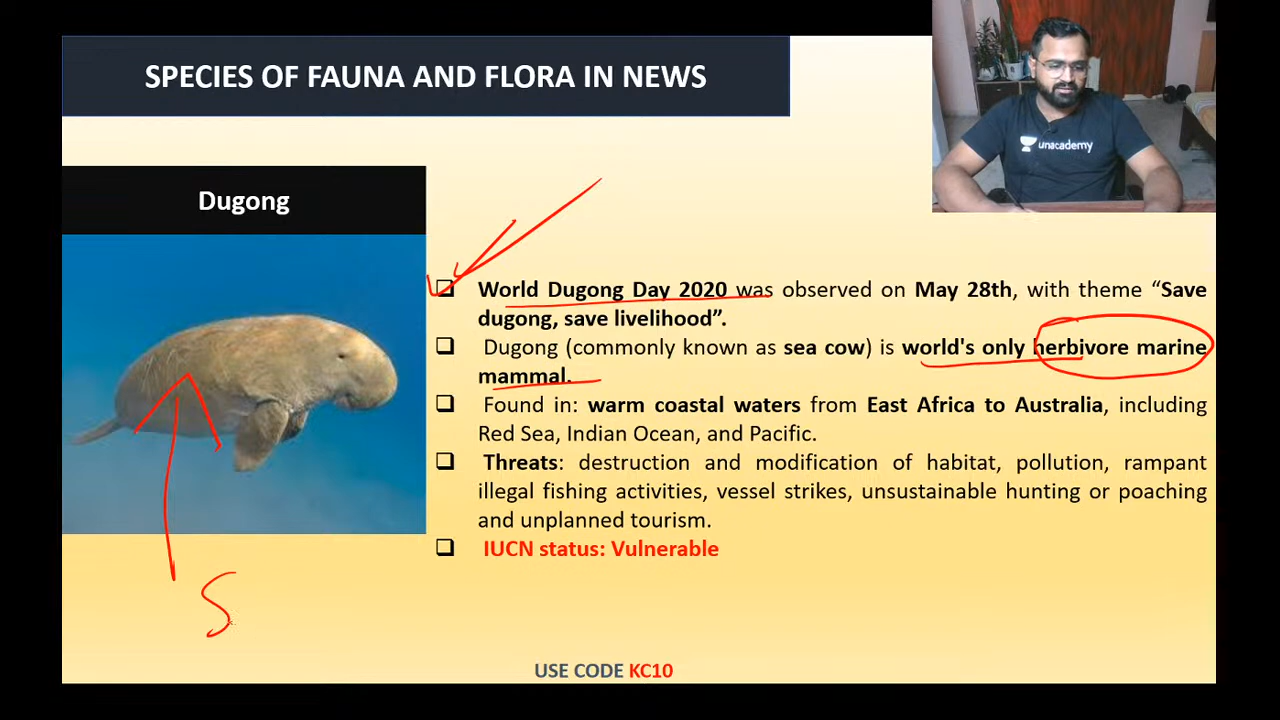 SPECIES OF FAUNA AND FLORA IN NEWS
unacademy
Dugong
World Dugong Day 2020 was observed on May 28th, with theme “Save
dugong, save livelihood”.
Dugong (commonly known as sea cow) is world's only herbivore marine
mammal.
Found in: warm coastal waters from East Africa to Australia, including
Red Sea, Indian Ocean, and Pacific.
Threats: destruction and modification of habitat, pollution, rampant
illegal fishing activities, vessel strikes, unsustainable hunting or poaching
and unplanned tourism.
IUCN status: Vulnerable
S
USE CODE KC10